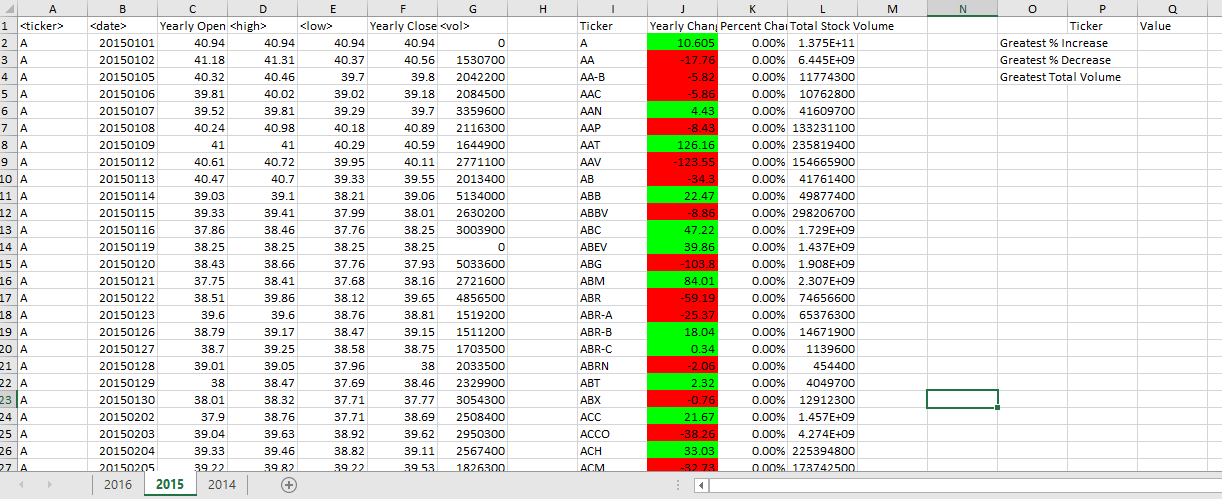 A B C D E F G H I J K L M N O P Q
1 <ticker> <date> Yearly Open <high> <low> Yearly Close <vol> Ticker Yearly Chang Percent Chai Total Stock Volume Ticker Value
2 A 20150101 40.94 40.94 40.94 40.94 0 A 10.605 0.00% 1.375E+11 Greatest % Increase
3 A 20150102 41.18 41.31 40.37 40.56 1530700 AA -17.76 0.00% 6.445E+09 Greatest % Decrease
4 A 20150105 40.32 40.46 39.7 39.8 2042200 AA-B -5.82 0.00% 11774300 Greatest Total Volume
5 A 20150106 39.81 40.02 39.02 39.18 2084500 AAC -5.86 0.00% 10762800
6 A 20150107 39.52 39.81 39.29 39.7 3359600 AAN 4.43 0.00% 41609700
7 A 20150108 40.24 40.98 40.18 40.89 2116300 AAP -8.43 0.00% 133231100
8 A 20150109 41 41 40.29 40.59 1644900 AAT 126.16 0.00% 235819400
9 A 20150112 40.61 40.72 39.95 40.11 2771100 AAV -123.55 0.00% 154665900
10 A 20150113 40.47 40.7 39.33 39.55 2013400 AB -34.3 0.00% 41761400
11 A 20150114 39.03 39.1 38.21 39.06 5134000 ABB 22.47 0.00% 49877400
12 A 20150115 39.33 39.41 37.99 38.01 2630200 ABBV -8.86 0.00% 298206700
13 A 20150116 37.86 38.46 37.76 38.25 3003900 ABC 47.22 0.00% 1.729E+09
14 A 20150119 38.25 38.25 38.25 38.25 0 ABEV 39.86 0.00% 1.437E+09
15 A 20150120 38.43 38.66 37.76 37.93 5033600 ABG -103.8 0.00% 1.908E+09
16 A 20150121 37.75 38.41 37.68 38.16 2721600 ABM 84.01 0.00% 2.307E+09
17 A 20150122 38.51 39.86 38.12 39.65 4856500 ABR -59.19 0.00% 74656600
18 A 20150123 39.6 39.6 38.76 38.81 1519200 ABR-A -25.37 0.00% 65376300
19 A 20150126 38.79 39.17 38.47 39.15 1511200 ABR-B 18.04 0.00% 14671900
20 A 20150127 38.7 39.25 38.58 38.75 1703500 ABR-C 0.34 0.00% 1139600
21 A 20150128 39.01 39.05 37.96 38 2033500 ABRN -2.06 0.00% 454400
22 A 20150129 38 38.47 37.69 38.46 2329900 ABT 2.32 0.00% 4049700
23 A 20150130 38.01 38.32 37.71 37.77 3054300 ABX -0.76 0.00% 12912300
24 A 20150202 37.9 38.76 37.71 38.69 2508400 ACC 21.67 0.00% 1.457E+09
25 A 20150203 39.04 39.63 38.92 39.62 2950300 ACCO -38.26 0.00% 4.274E+09
26 A 20150204 39.33 39.46 38.82 39.11 2567400 ACH 33.03 0.00% 225394800
27 A 20150205 39.22 39.82 39.22 39.53 1826300 ACM -32.73 0.00% 173742500
2016 2015 2014